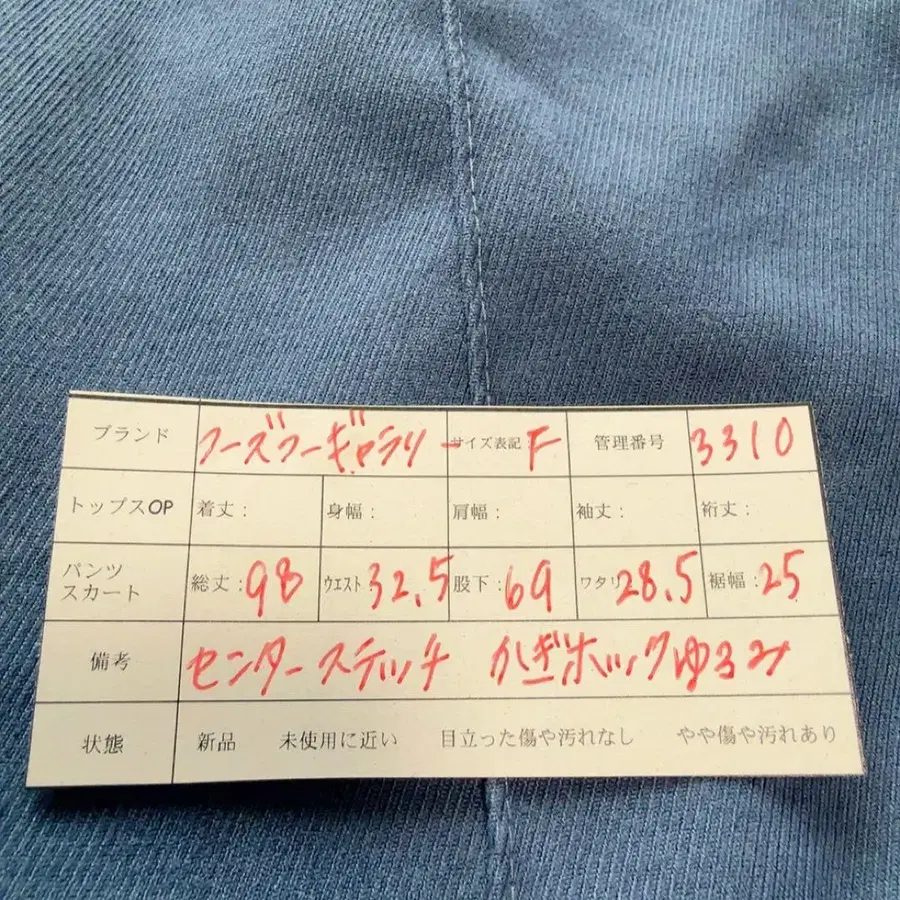 ブランド フーズフーギャラリー サイズ表記：F 管理番号 3310
トップスOP 着丈： 身幅： 肩幅： 袖丈： 裄丈：
パンツ スカート 総丈：98 ウエスト：32.5 股下：69 ワタリ：28.5 裾幅：25
備考 センターステッチ かぎホックゆるみ
状態 新品 未使用に近い 目立った傷や汚れなし やや傷や汚れあり